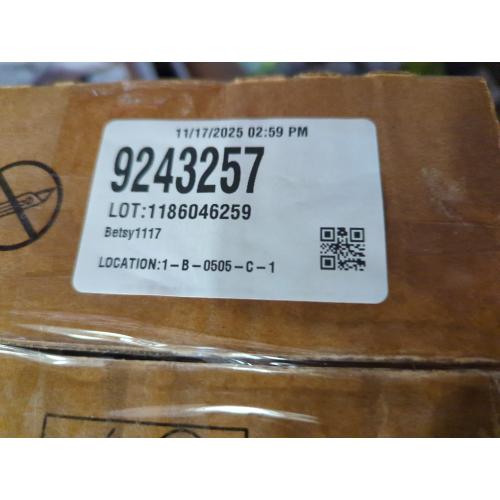 11/17/2025 02:59 PM
9243257
LOT:1186046259
Betsy1117
LOCATION:1-B-0505-C-1